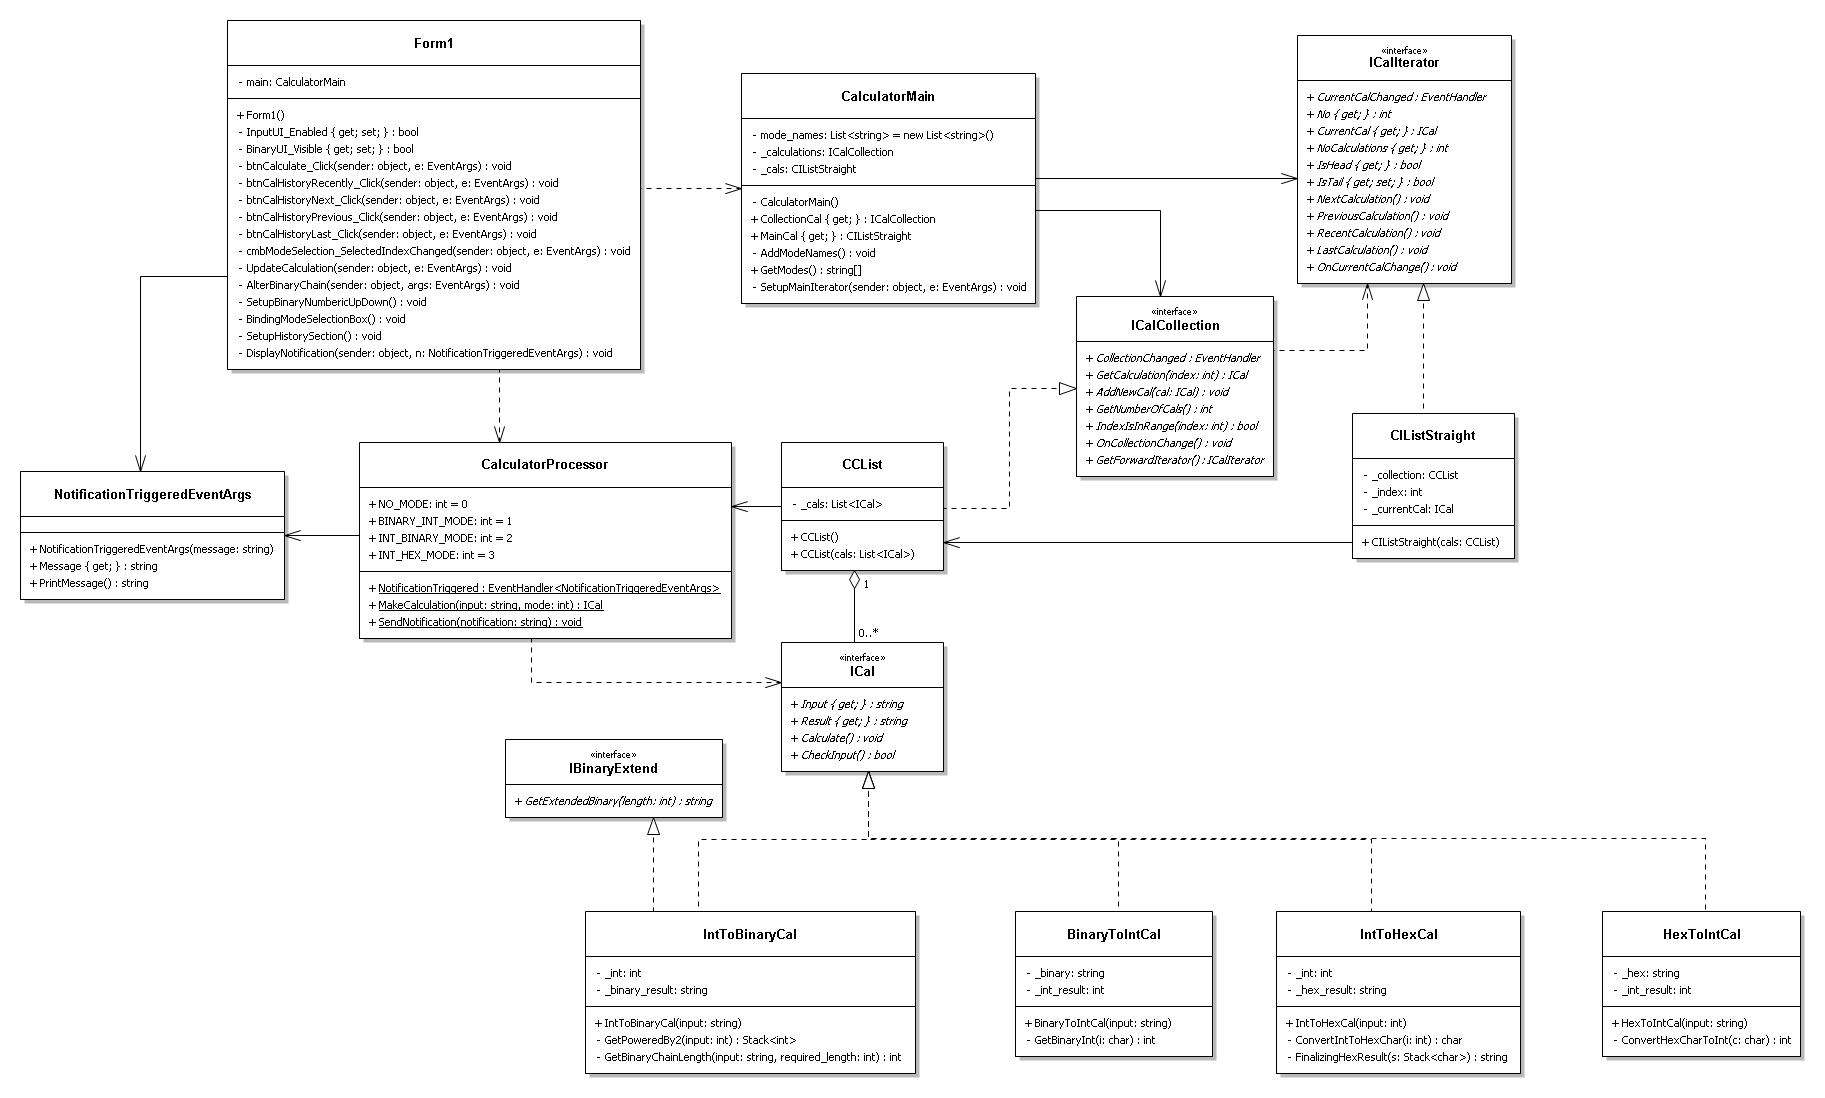 Form1
- main: CalculatorMain
+ Form1()
- InputUI_Enabled { get; set; } : bool
- BinaryUI_Visible { get; set; } : bool
- btnCalculate_Click(sender: object, e: EventArgs) : void
- btnCalHistoryRecently_Click(sender: object, e: EventArgs) : void
- btnCalHistoryNext_Click(sender: object, e: EventArgs) : void
- btnCalHistoryPrevious_Click(sender: object, e: EventArgs) : void
- btnCalHistoryLast_Click(sender: object, e: EventArgs) : void
- cmbModeSelection_SelectedIndexChanged(sender: object, e: EventArgs) : void
- UpdateCalculation(sender: object, e: EventArgs) : void
- AlterBinaryChain(sender: object, args: EventArgs) : void
- SetupBinaryNumbericUpDown() : void
- BindingModeSelectionBox() : void
- SetupHistorySection() : void
- DisplayNotification(sender: object, n: NotificationTriggeredEventArgs) : void
CalculatorMain
- mode_names: List<string> = new List<string>()
- _calculations: ICalCollection
- _cals: CIListStraight
- CalculatorMain()
+ CollectionCal { get; } : ICalCollection
+ MainCal { get; } : CIListStraight
- AddModeNames() : void
+ GetModes() : string[]
- SetupMainIterator(sender: object, e: EventArgs) : void
«interface»
ICalIterator
+ CurrentCalChanged : EventHandler
+ No { get; } : int
+ CurrentCal { get; } : ICal
+ NoCalculations { get; } : int
+ IsHead { get; } : bool
+ IsTail { get; set; } : bool
+ NextCalculation() : void
+ PreviousCalculation() : void
+ RecentCalculation() : void
+ LastCalculation() : void
+ OnCurrentCalChange() : void
«interface»
ICalCollection
+ CollectionChanged : EventHandler
+ GetCalculation(index: int) : ICal
+ AddNewCal(cal: ICal) : void
+ GetNumberOfCals() : int
+ IndexIsInRange(index: int) : bool
+ OnCollectionChange() : void
+ GetForwardIterator() : ICalIterator
CIListStraight
- _collection: CCList
- _index: int
- _currentCal: ICal
+ CIListStraight(cals: CCList)
NotificationTriggeredEventArgs
+ NotificationTriggeredEventArgs(message: string)
+ Message { get; } : string
+ PrintMessage() : string
CalculatorProcessor
+ NO_MODE: int = 0
+ BINARY_INT_MODE: int = 1
+ INT_BINARY_MODE: int = 2
+ INT_HEX_MODE: int = 3
+ NotificationTriggered : EventHandler<NotificationTriggeredEventArgs>
+ MakeCalculation(input: string, mode: int) : ICal
+ SendNotification(notification: string) : void
CCList
- _cals: List<ICal>
+ CCList()
+ CCList(cals: List<ICal>)
1
0..*
«interface»
ICal
+ Input { get; } : string
+ Result { get; } : string
+ Calculate() : void
+ CheckInput() : bool
«interface»
IBinaryExtend
+ GetExtendedBinary(length: int) : string
IntToBinaryCal
- _int: int
- _binary_result: string
+ IntToBinaryCal(input: string)
- GetPoweredBy2(input: int) : Stack<int>
- GetBinaryChainLength(input: string, required_length: int) : int
BinaryToIntCal
- _binary: string
- _int_result: int
+ BinaryToIntCal(input: string)
- GetBinaryInt(i: char) : int
IntToHexCal
- _int: int
- _hex_result: string
+ IntToHexCal(input: int)
- ConvertIntToHexChar(i: int) : char
- FinalizingHexResult(s: Stack<char>) : string
HexToIntCal
- _hex: string
- _int_result: int
+ HexToIntCal(input: string)
- ConvertHexCharToInt(c: char) : int